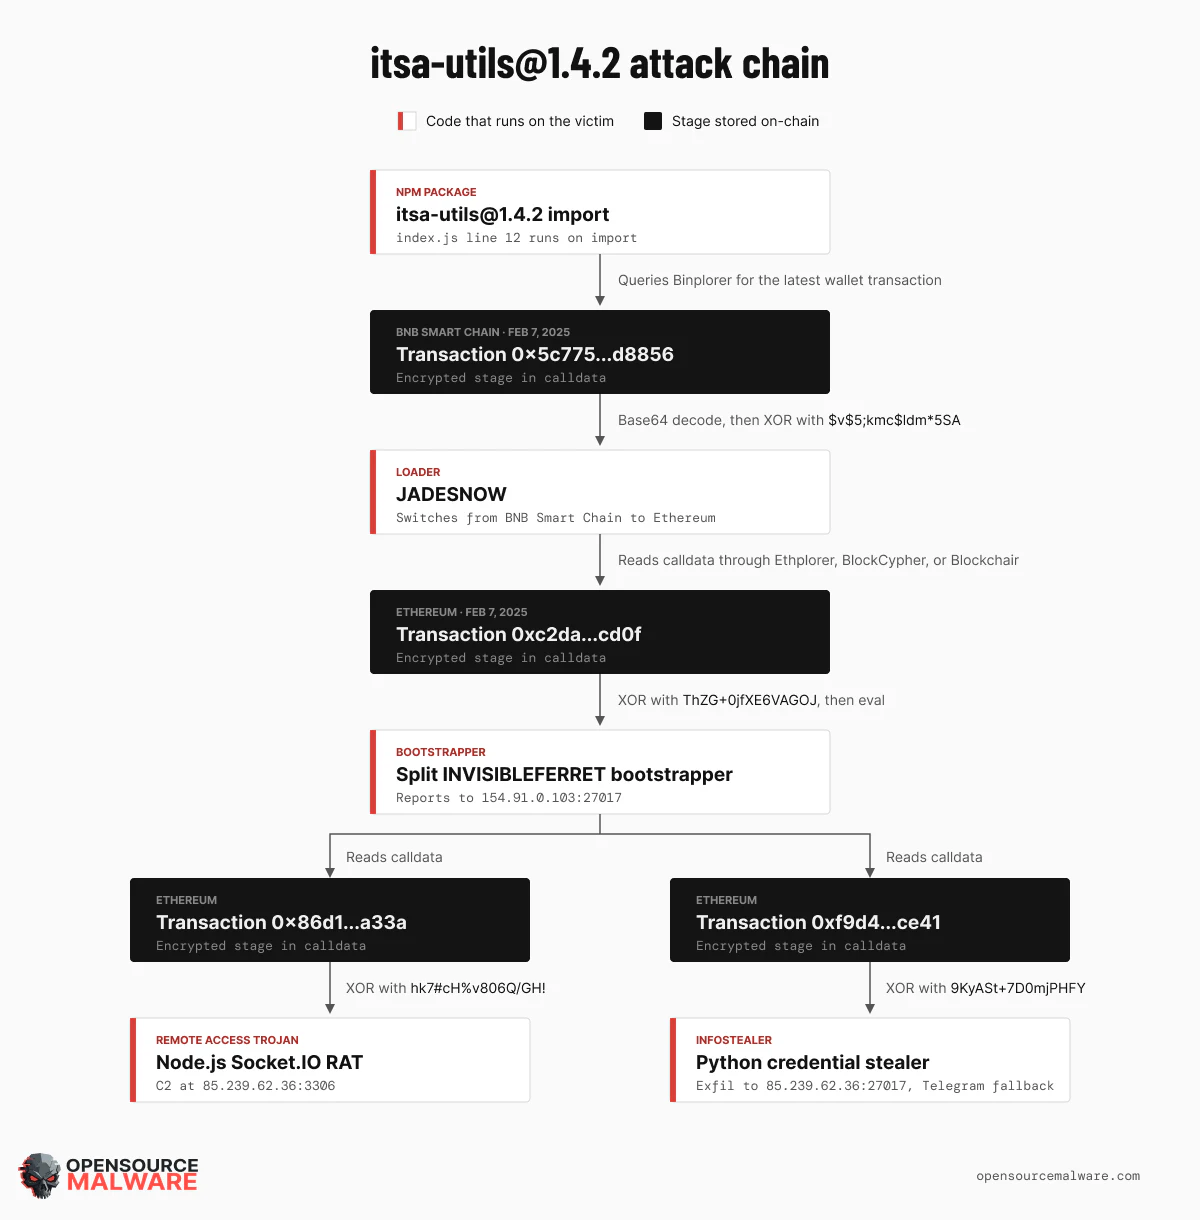 itsa-utils@1.4.2 attack chain
Code that runs on the victim
Stage stored on-chain
NPM PACKAGE
itsa-utils@1.4.2 import
index.js line 12 runs on import
Queries Binplorer for the latest wallet transaction
BNB SMART CHAIN · FEB 7, 2025
Transaction 0×5c775...d8856
Encrypted stage in calldata
Base64 decode, then XOR with $v$5;kmc$ldm*5SA
LOADER
JADESNOW
Switches from BNB Smart Chain to Ethereum
Reads calldata through Ethplorer, BlockCypher, or Blockchair
ETHEREUM · FEB 7, 2025
Transaction 0xc2da...cd0f
Encrypted stage in calldata
XOR with ThZG+0jfXE6VAGOJ, then eval
BOOTSTRAPPER
Split INVISIBLEFERRET bootstrapper
Reports to 154.91.0.103:27017
Reads calldata
Reads calldata
ETHEREUM
Transaction 0×86d1...a33a
Encrypted stage in calldata
ETHEREUM
Transaction 0xf9d4...ce41
Encrypted stage in calldata
XOR with hk7#cH%v806Q/GH!
XOR with 9KyASt+7D0mjPHFY
REMOTE ACCESS TROJAN
Node.js Socket.IO RAT
C2 at 85.239.62.36:3306
INFOSTEALER
Python credential stealer
Exfil to 85.239.62.36:27017, Telegram fallback
OPENSOURCE
MALWARE
opensourcemalware.com